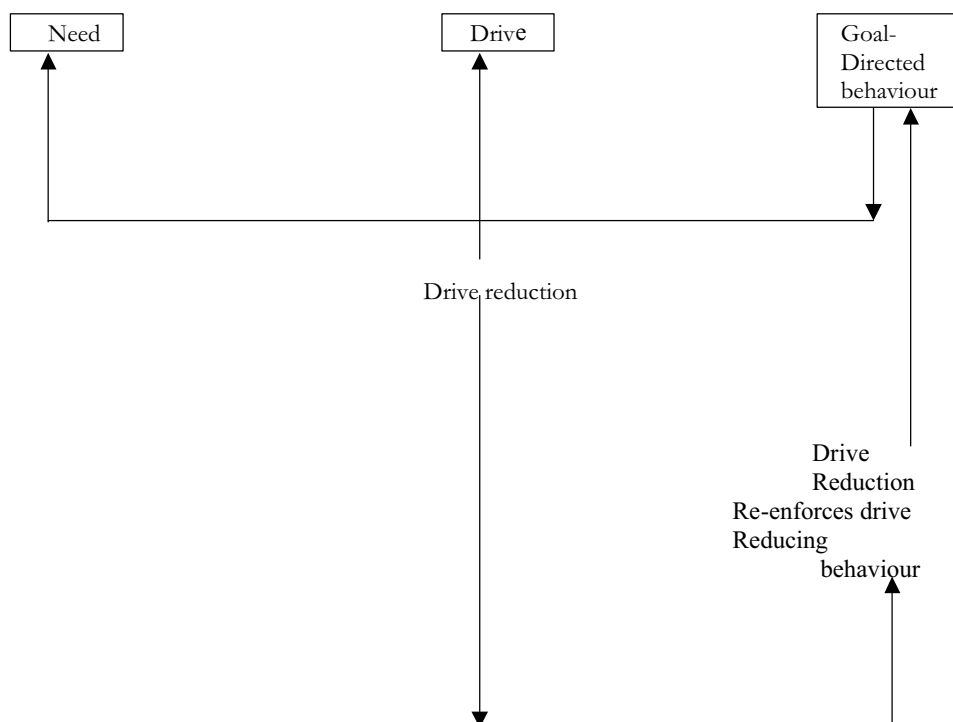 Need
Drive
Goal-
Directed
behaviour
Drive reduction
Drive
Reduction
Re-enforces drive
Reducing
behaviour